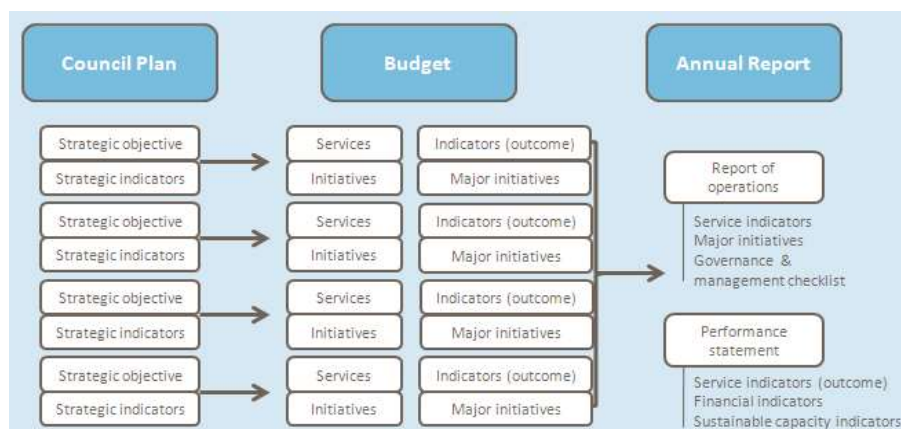 Council Plan
Budget
Annual Report
Strategic objective
Strategic indicators
Services
Initiatives
Indicators (outcome)
Major initiatives
Strategic objective
Strategic indicators
Services
Initiatives
Indicators (outcome)
Major initiatives
Strategic objective
Strategic indicators
Services
Initiatives
Indicators (outcome)
Major initiatives
Strategic objective
Strategic indicators
Services
Initiatives
Indicators (outcome)
Major initiatives
Report of
operations
Service indicators
Major initiatives
Governance &
management checklist
Performance
statement
Service indicators (outcome)
Financial indicators
Sustainable capacity indicators